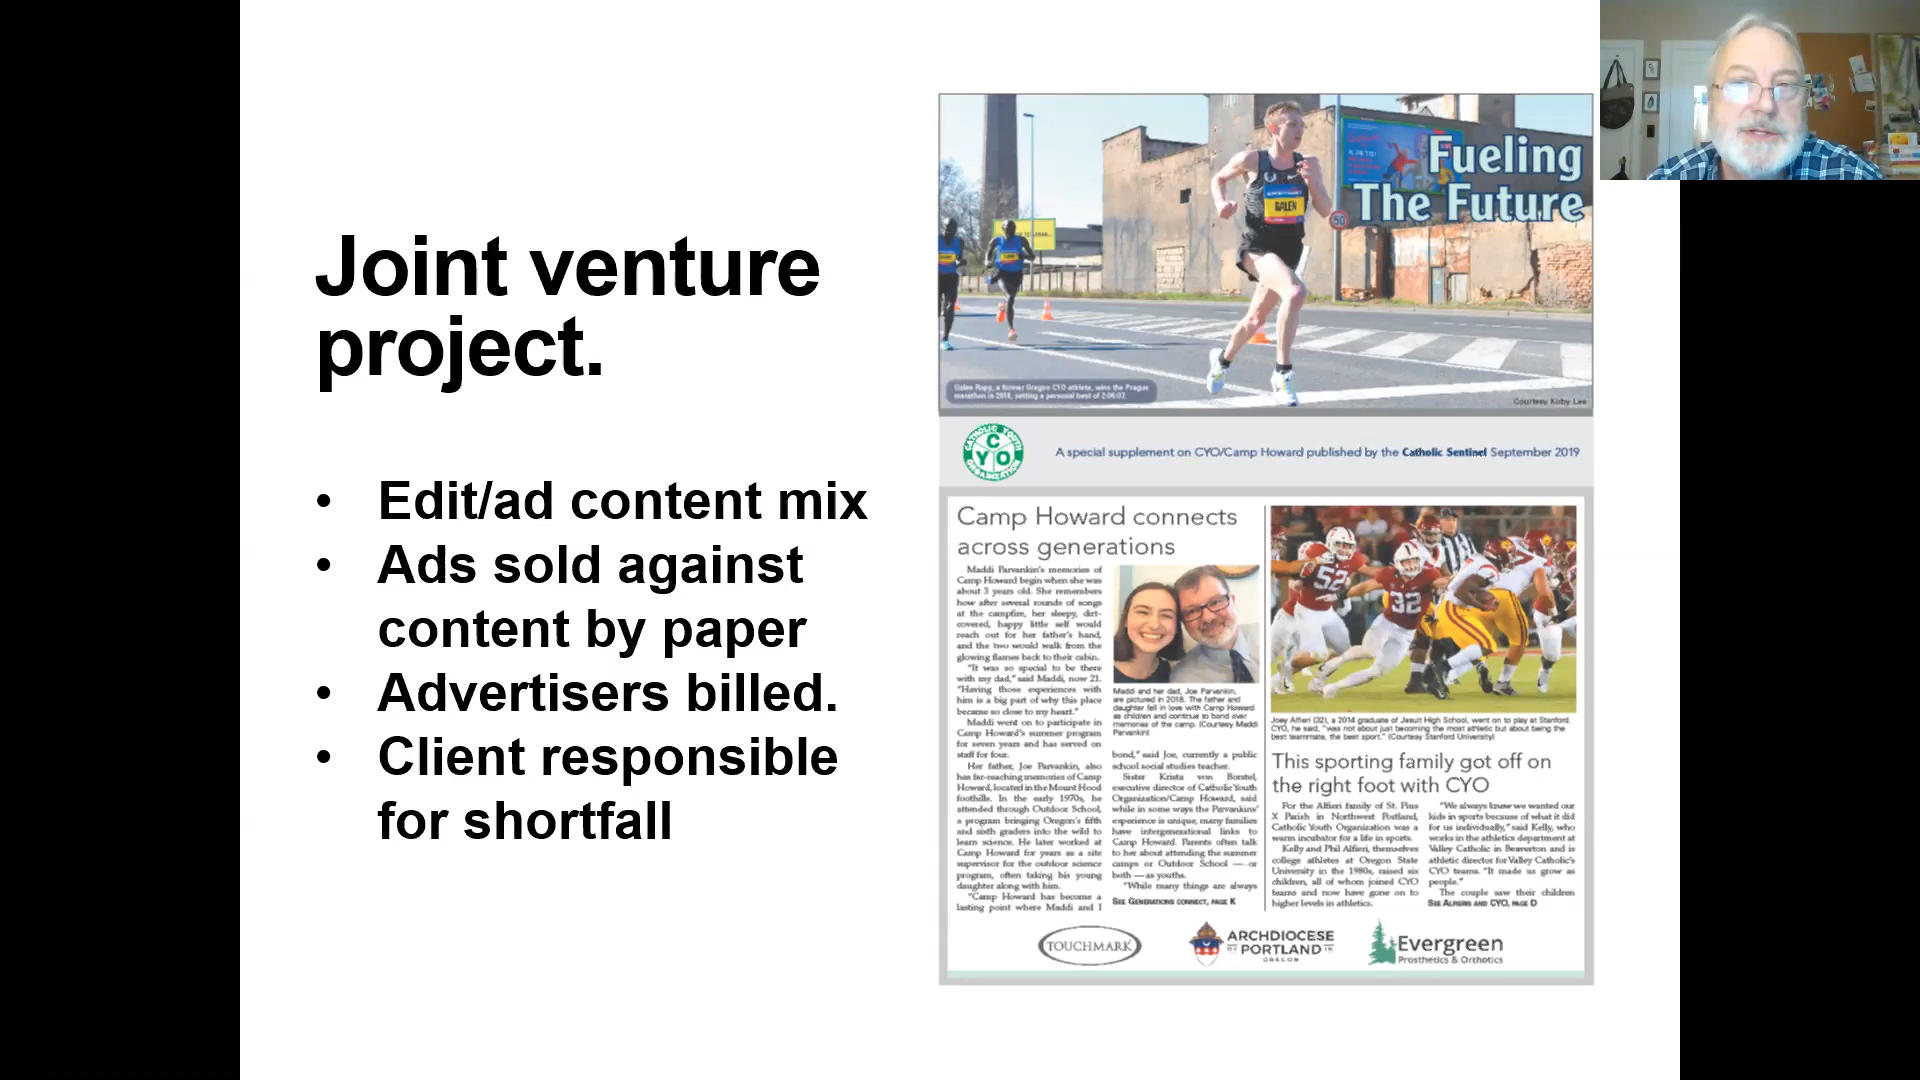 Joint venture
project.
• Edit/ad content mix
• Ads sold against
content by paper
• Advertisers billed.
• Client responsible
for shortfall
Fueling
The Future
GALEN
50
Galen Rupp, a former Oregon CYO athlete, wins the Prague
marathon in 2018, setting a personal best of 2:06:07.
Courtesy Kirby Lee
CATHOLIC YOUTH
ORGANIZATION
C
Y O
A special supplement on CYO/Camp Howard published by the Catholic Sentinel September 2019
Camp Howard connects
across generations
Maddi Parvankin's memories of
Camp Howard begin when she was
about 3 years old. She remembers
how after several rounds of songs
at the campfire, her sleepy, dirt-
covered, happy little self would
reach out for her father's hand,
and the two would walk from the
glowing flames back to their cabin.
"It was so special to be there
with my dad," said Maddi, now 21.
"Having those experiences with
him is a big part of why this place
became so close to my heart."
Maddi went on to participate in
Camp Howard's summer program
for seven years and has served on
staff for four.
Her father, Joe Parvankin, also
has far-reaching memories of Camp
Howard, located in the Mount Hood
foothills. In the early 1970s, he
attended through Outdoor School,
a program bringing Oregon's fifth
and sixth graders into the wild to
learn science. He later worked at
Camp Howard for years as a site
supervisor for the outdoor science
program, often taking his young
daughter along with him.
"Camp Howard has become a
lasting point where Maddi and I
Maddi and her dad, Joe Parvankin,
are pictured in 2018. The father and
daughter fell in love with Camp Howard
as children and continue to bond over
memories of the camp. (Courtesy Maddi
Parvankin)
bond," said Joe, currently a public
school social studies teacher.
Sister Krista von Borstel,
executive director of Catholic Youth
Organization/Camp Howard, said
while in some ways the Parvankins'
experience is unique, many families
have intergenerational links to
Camp Howard. Parents often talk
to her about attending the summer
camps or Outdoor School — or
both — as youths.
"While many things are always
SEE GENERATIONS CONNECT, PAGE K
52
32
Joey Alfieri (32), a 2014 graduate of Jesuit High School, went on to play at Stanford.
CYO, he said, "was not about just becoming the most athletic but about being the
best teammate, the best sport." (Courtesy Stanford University)
This sporting family got off on
the right foot with CYO
For the Alfieri family of St. Pius
X Parish in Northwest Portland,
Catholic Youth Organization was a
warm incubator for a life in sports.
Kelly and Phil Alfieri, themselves
college athletes at Oregon State
University in the 1980s, raised six
children, all of whom joined CYO
teams and now have gone on to
higher levels in athletics.
"We always knew we wanted our
kids in sports because of what it did
for us individually," said Kelly, who
works in the athletics department at
Valley Catholic in Beaverton and is
athletic director for Valley Catholic's
CYO teams. "It made us grow as
people."
The couple saw their children
SEE ALFIERIS AND CYO, PAGE D
TOUCHMARK
ARCHDIOCESE
OF PORTLAND IN
OREGON
Evergreen
Prosthetics & Orthotics